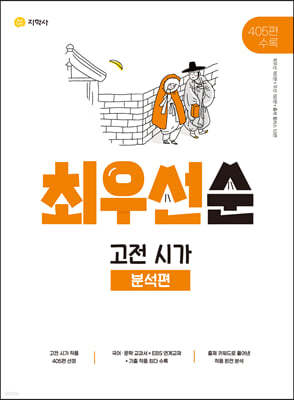 지학사
405편
수록
최우선순
고전 시가
분석편
고전 시가 작품
405편 선정
국어·문학 교과서+EBS 연계교재
+기출 작품 최다 수록
출제 키워드로 풀어낸
작품 완전 분석